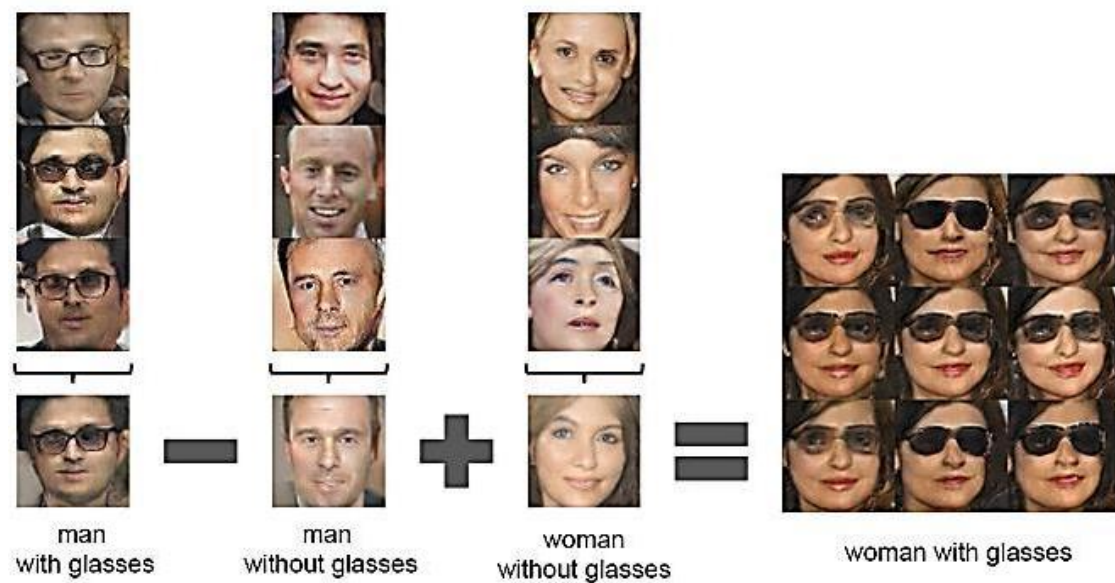 man
with glasses
man
without glasses
woman
without glasses
woman with glasses